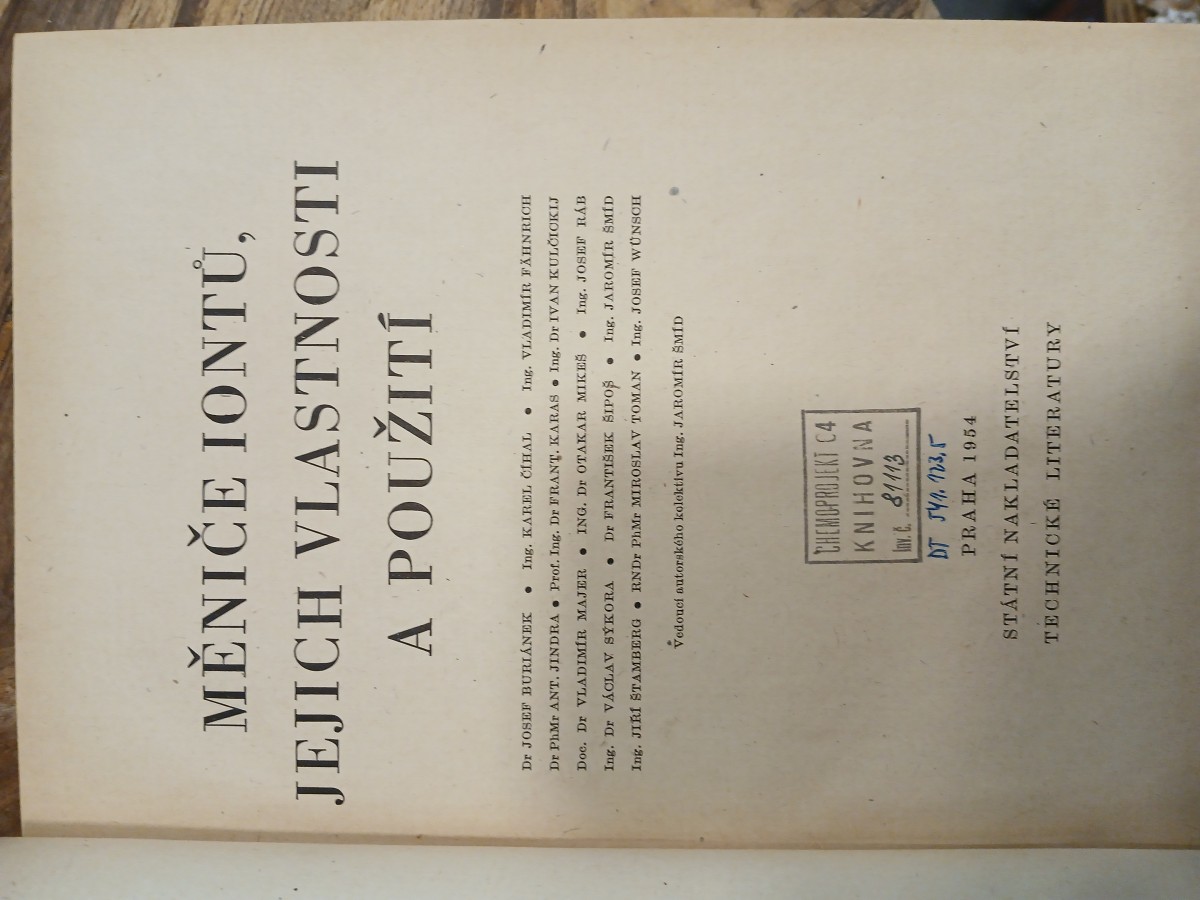 MĚNIČE IONTŮ,
JEJICH VLASTNOSTI
A POUŽITÍ
Dr JOSEF BURIÁNEK • Ing. KAREL ČÍHAL • Ing. VLADIMÍR FÄHNRICH
Dr PhMr ANT. JINDRA • Prof. Ing. Dr FRANT. KARAS • Ing. Dr IVAN KULČICKIJ
Doc. Dr VLADIMÍR MAJER • ING. Dr OTAKAR MIKEŠ • Ing. JOSEF RÁB
Ing. Dr VÁCLAV SÝKORA • Dr FRANTIŠEK ŠIPOŠ • Ing. JAROMÍR ŠMÍD
Ing. JIŘÍ ŠTAMBERG • RNDr PhMr MIROSLAV TOMAN • Ing. JOSEF WÜNSCH
Vedoucí autorského kolektivu Ing. JAROMÍR ŠMÍD
CHEMOPROJEKT C4
KNIHOVNA
Inv. č. 81113
DT 541.123,5
PRAHA 1954
STÁTNÍ NAKLADATELSTVÍ
TECHNICKÉ LITERATURY